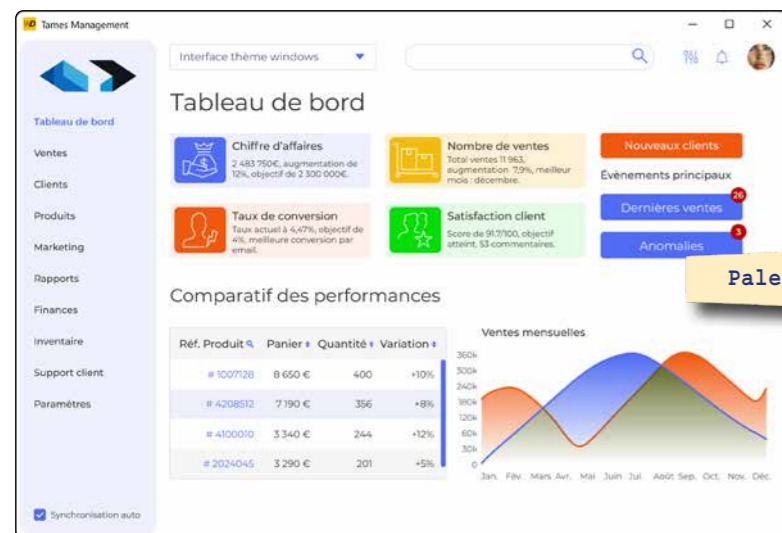 WD Tames Management
Interface thème windows
Tableau de bord
Tableau de bord
Ventes
Clients
Produits
Marketing
Rapports
Finances
Inventaire
Support client
Paramètres
Synchronisation auto
Chiffre d'affaires
2 483 750€, augmentation de
12%, objectif de 2 300 000€.
Nombre de ventes
Total ventes 11 963,
augmentation 7,9%, meilleur
mois : décembre.
Taux de conversion
Taux actuel à 4,47%, objectif de
4%, meilleure conversion par
email.
Satisfaction client
Score de 91.7/100, objectif
atteint, 53 commentaires.
Nouveaux clients
Évènements principaux
26
Dernières ventes
3
Anomalies
Pale
Comparatif des performances
Réf. Produit Panier Quantité Variation
# 1007128 8 650 € 400 +10%
# 4208512 7 190 € 356 +8%
# 4100010 3 340 € 244 +12%
# 2024045 3 290 € 201 +5%
Ventes mensuelles
360k
300k
240k
180k
120k
60k
30k
0
Jan. Fév. Mars Avr. Mai Juin Jul. Août Sep. Oct. Nov. Déc.